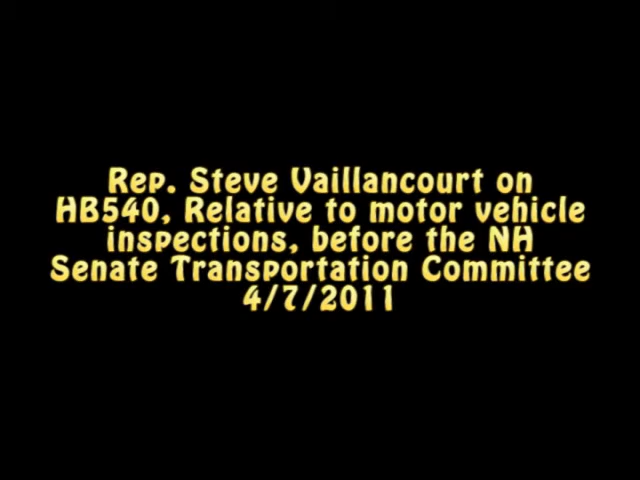 Rep. Steve Vaillancourt on
HB540, Relative to motor vehicle
inspections, before the NH
Senate Transportation Committee
4/7/2011